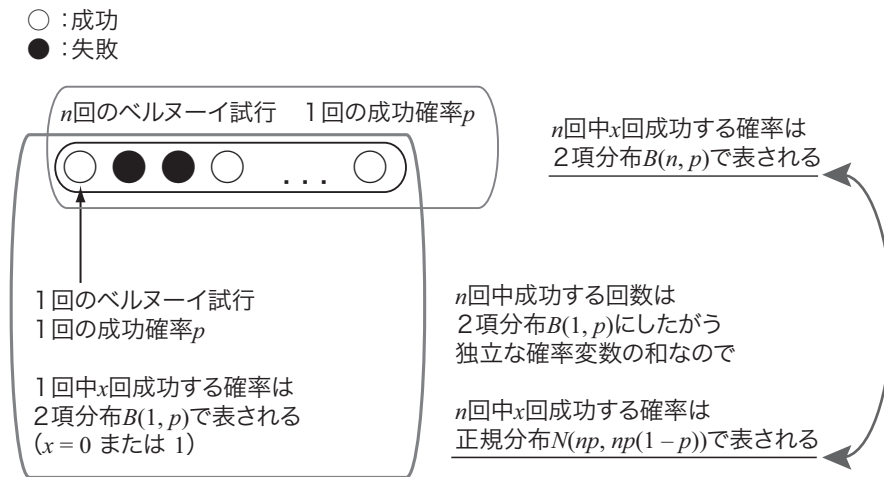 ○：成功
●：失敗
n回のベルヌーイ試行　1回の成功確率p
n回中x回成功する確率は
2項分布B(n, p)で表される
. . .
1回のベルヌーイ試行
1回の成功確率p
1回中x回成功する確率は
2項分布B(1, p)で表される
（x = 0 または 1）
n回中成功する回数は
2項分布B(1, p)にしたがう
独立な確率変数の和なので
n回中x回成功する確率は
正規分布N(np, np(1 – p))で表される